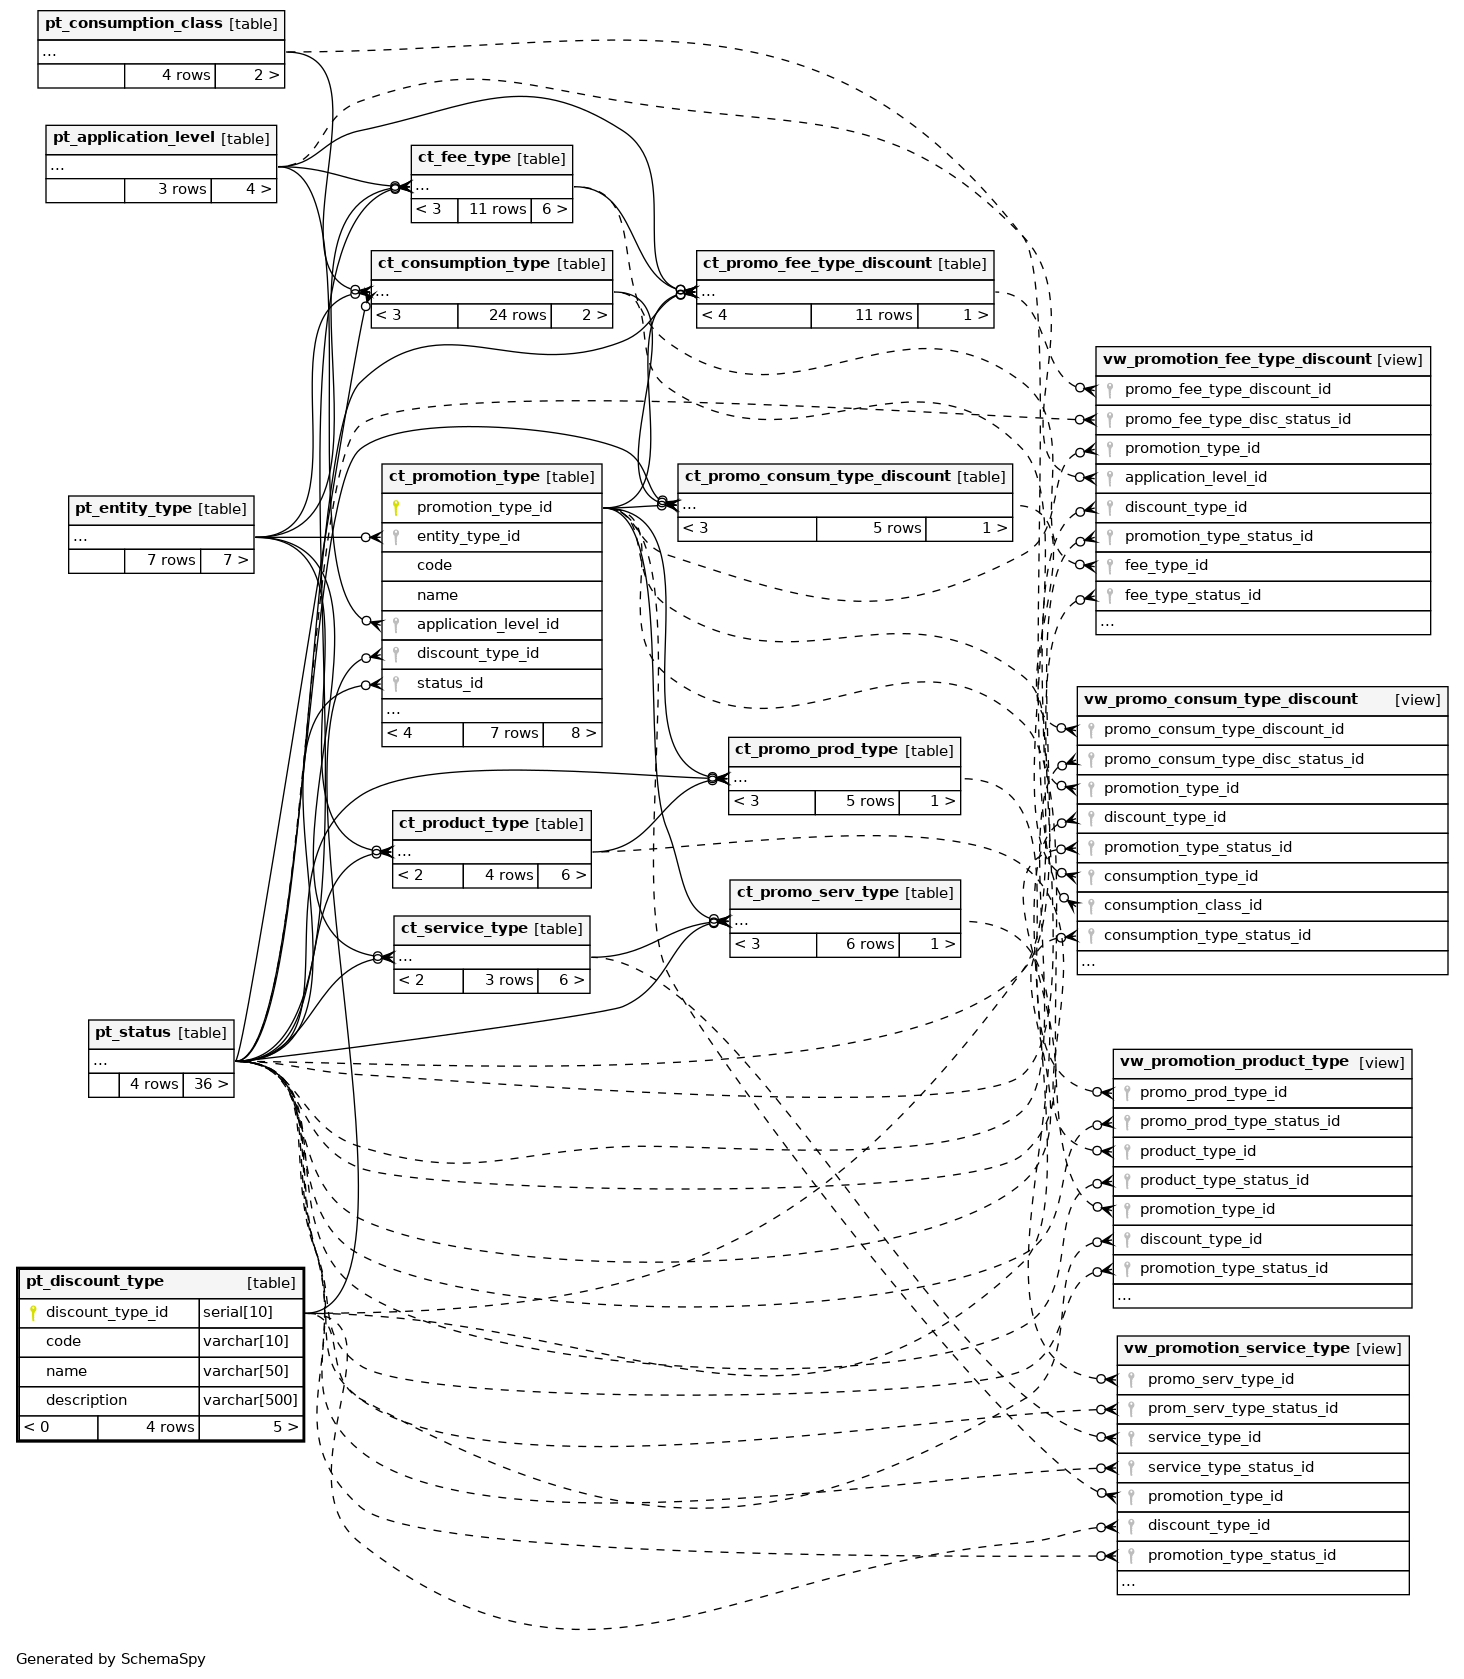 pt_consumption_class [table]
...
4 rows 2 >
pt_application_level [table]
...
3 rows 4 >
ct_fee_type [table]
...
< 3 11 rows 6 >
ct_consumption_type [table]
...
< 3 24 rows 2 >
ct_promo_fee_type_discount [table]
...
< 4 11 rows 1 >
vw_promotion_fee_type_discount [view]
promo_fee_type_discount_id
promo_fee_type_disc_status_id
promotion_type_id
application_level_id
discount_type_id
promotion_type_status_id
fee_type_id
fee_type_status_id
...
ct_promotion_type [table]
promotion_type_id
entity_type_id
code
name
application_level_id
discount_type_id
status_id
...
< 4 7 rows 8 >
ct_promo_consum_type_discount [table]
...
< 3 5 rows 1 >
pt_entity_type [table]
...
7 rows 7 >
vw_promo_consum_type_discount [view]
promo_consum_type_discount_id
promo_consum_type_disc_status_id
promotion_type_id
discount_type_id
promotion_type_status_id
consumption_type_id
consumption_class_id
consumption_type_status_id
...
ct_promo_prod_type [table]
...
< 3 5 rows 1 >
ct_product_type [table]
...
< 2 4 rows 6 >
ct_promo_serv_type [table]
...
< 3 6 rows 1 >
ct_service_type [table]
...
< 2 3 rows 6 >
pt_status [table]
...
4 rows 36 >
vw_promotion_product_type [view]
promo_prod_type_id
promo_prod_type_status_id
product_type_id
product_type_status_id
promotion_type_id
discount_type_id
promotion_type_status_id
...
pt_discount_type [table]
discount_type_id serial[10]
code varchar[10]
name varchar[50]
description varchar[500]
< 0 4 rows 5 >
vw_promotion_service_type [view]
promo_serv_type_id
prom_serv_type_status_id
service_type_id
service_type_status_id
promotion_type_id
discount_type_id
promotion_type_status_id
...
Generated by SchemaSpy